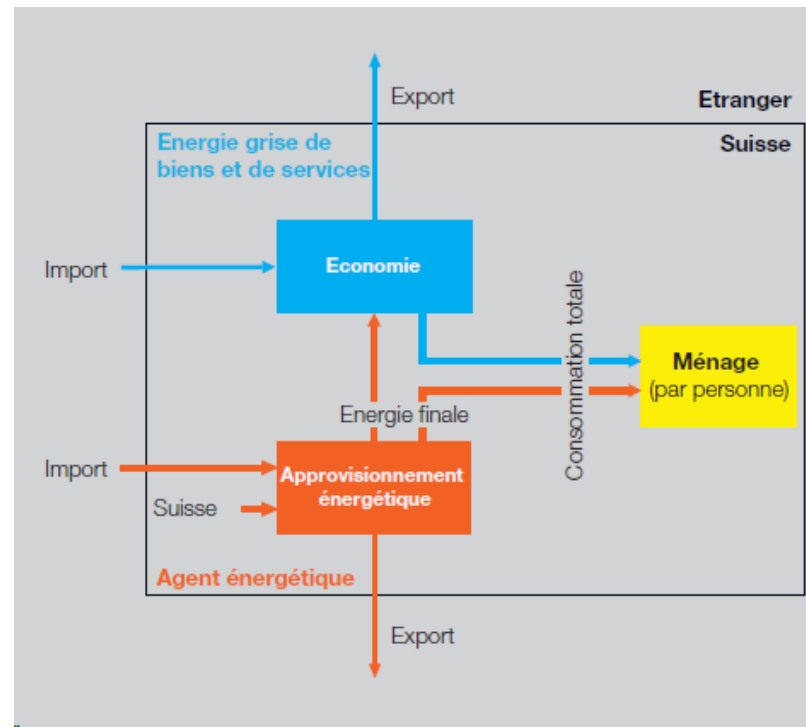 Export
Etranger
Energie grise de
biens et de services
Suisse
Import
Economie
Consommation totale
Ménage
(par personne)
Energie finale
Import
Approvisionnement
énergétique
Suisse
Agent énergétique
Export